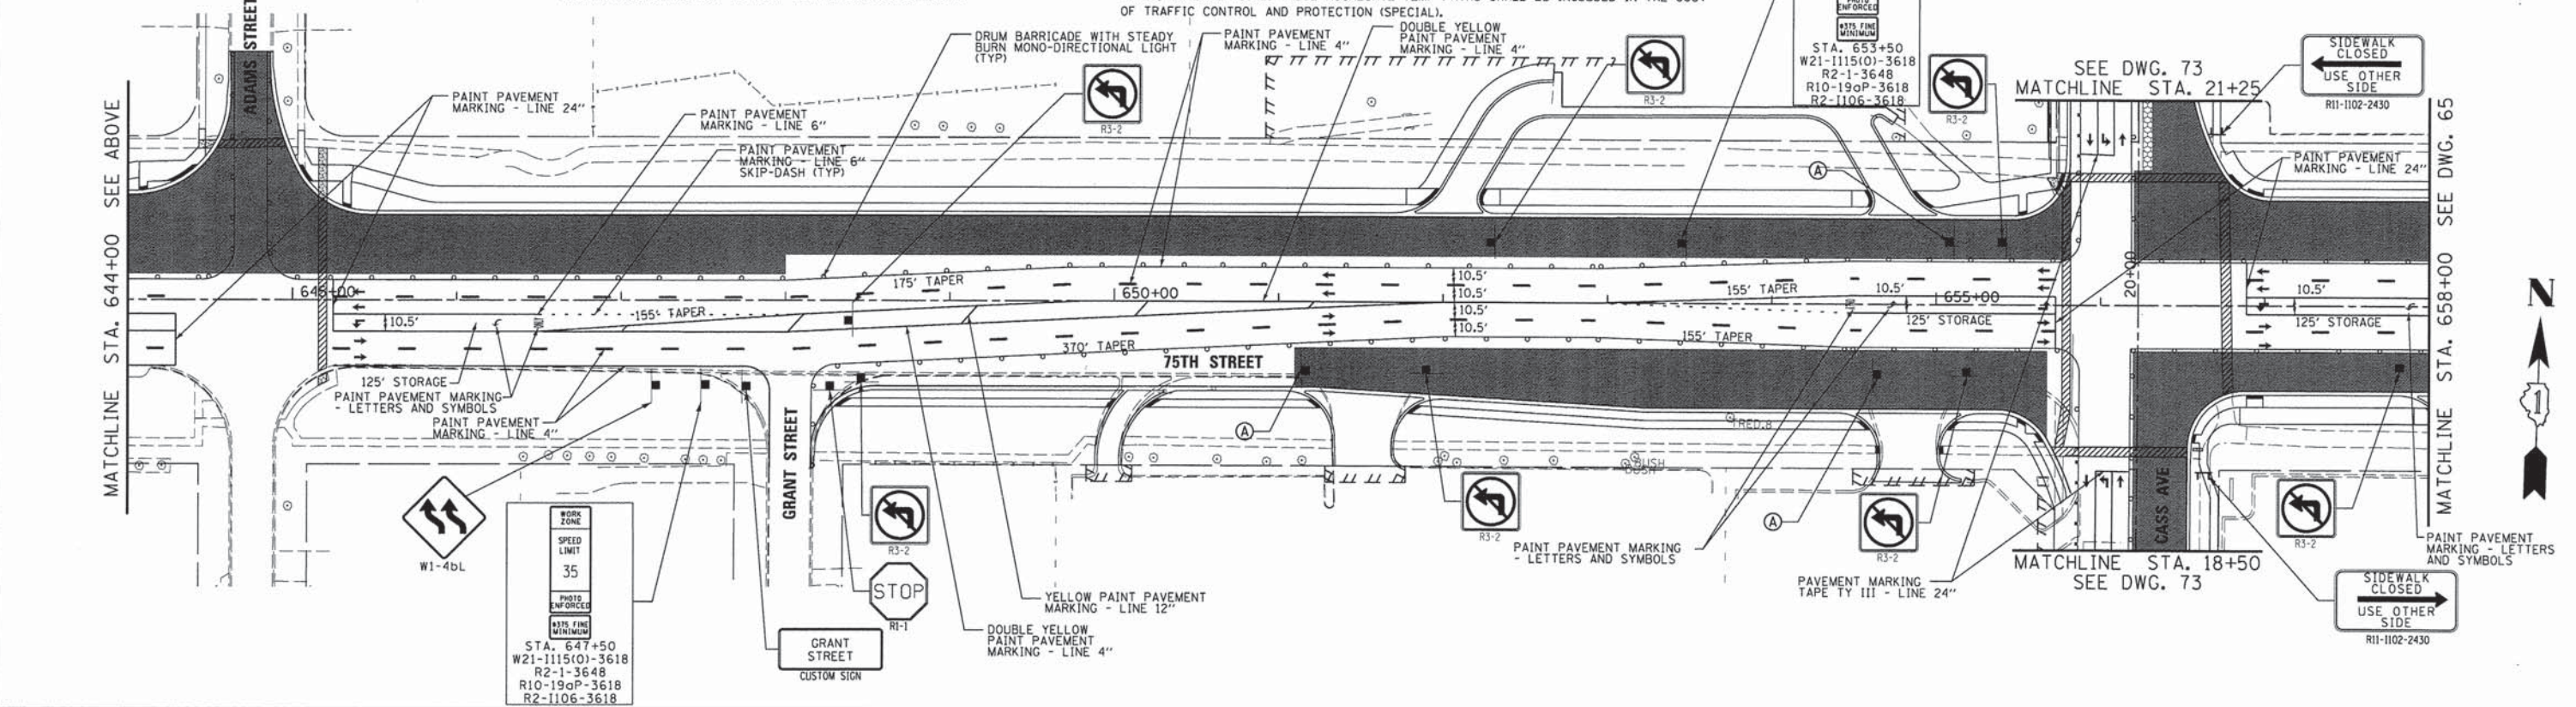 OF TRAFFIC CONTROL AND PROTECTION (SPECIAL).
ADAMS STREET
DRUM BARRICADE WITH STEADY
BURN MONO-DIRECTIONAL LIGHT
(TYP)
PAINT PAVEMENT
MARKING - LINE 4"
DOUBLE YELLOW
PAINT PAVEMENT
MARKING - LINE 4"
R3-2
R3-2
PHOTO
ENFORCED
$375 FINE
MINIMUM
STA. 653+50
W21-I115(O)-3618
R2-1-3648
R10-19aP-3618
R2-I106-3618
R3-2
SEE DWG. 73
MATCHLINE STA. 21+25
SIDEWALK
CLOSED
USE OTHER
SIDE
R11-I102-2430
MATCHLINE STA. 644+00 SEE ABOVE
PAINT PAVEMENT
MARKING - LINE 24"
PAINT PAVEMENT
MARKING - LINE 6"
PAINT PAVEMENT
MARKING - LINE 6"
SKIP-DASH (TYP)
A
PAINT PAVEMENT
MARKING - LINE 24"
MATCHLINE STA. 658+00 SEE DWG. 65
175' TAPER
650+00
10.5'
10.5'
10.5'
10.5'
155' TAPER
10.5'
655+00
125' STORAGE
20+00
10.5'
125' STORAGE
N
1
10.5'
155' TAPER
370' TAPER
155' TAPER
75TH STREET
125' STORAGE
PAINT PAVEMENT MARKING
- LETTERS AND SYMBOLS
PAINT PAVEMENT
MARKING - LINE 4"
GRANT STREET
A
BUSH
CASS AVE
W1-4bL
WORK
ZONE
SPEED
LIMIT
35
PHOTO
ENFORCED
$375 FINE
MINIMUM
STA. 647+50
W21-I115(O)-3618
R2-1-3648
R10-19aP-3618
R2-I106-3618
R3-2
STOP
R1-1
GRANT
STREET
CUSTOM SIGN
YELLOW PAINT PAVEMENT
MARKING - LINE 12"
DOUBLE YELLOW
PAINT PAVEMENT
MARKING - LINE 4"
R3-2
PAINT PAVEMENT MARKING
- LETTERS AND SYMBOLS
A
R3-2
PAVEMENT MARKING
TAPE TY III - LINE 24"
MATCHLINE STA. 18+50
SEE DWG. 73
R3-2
PAINT PAVEMENT
MARKING - LETTERS
AND SYMBOLS
SIDEWALK
CLOSED
USE OTHER
SIDE
R11-I102-2430